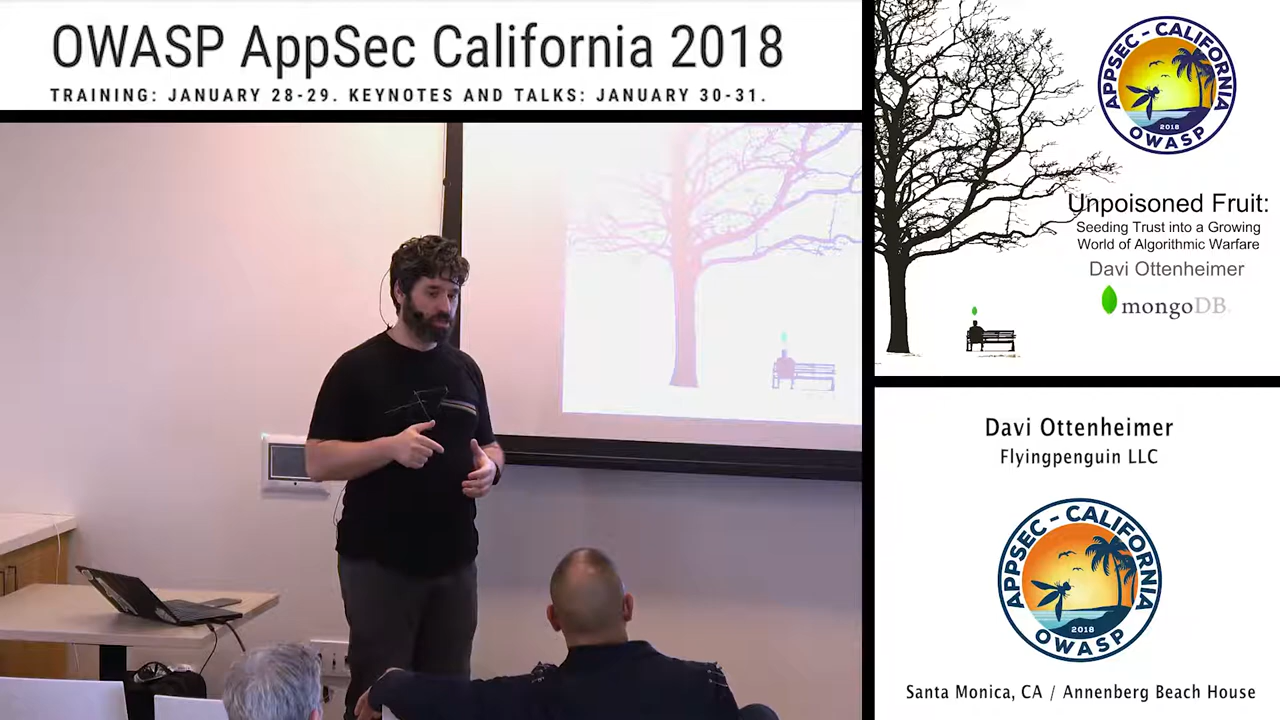 OWASP AppSec California 2018
TRAINING: JANUARY 28-29. KEYNOTES AND TALKS: JANUARY 30-31.
APPSEC - CALIFORNIA
2018
OWASP
Unpoisoned Fruit:
Seeding Trust into a Growing
World of Algorithmic Warfare
Davi Ottenheimer
mongoDB.
Davi Ottenheimer
Flyingpenguin LLC
APPSEC - CALIFORNIA
2018
OWASP
Santa Monica, CA / Annenberg Beach House